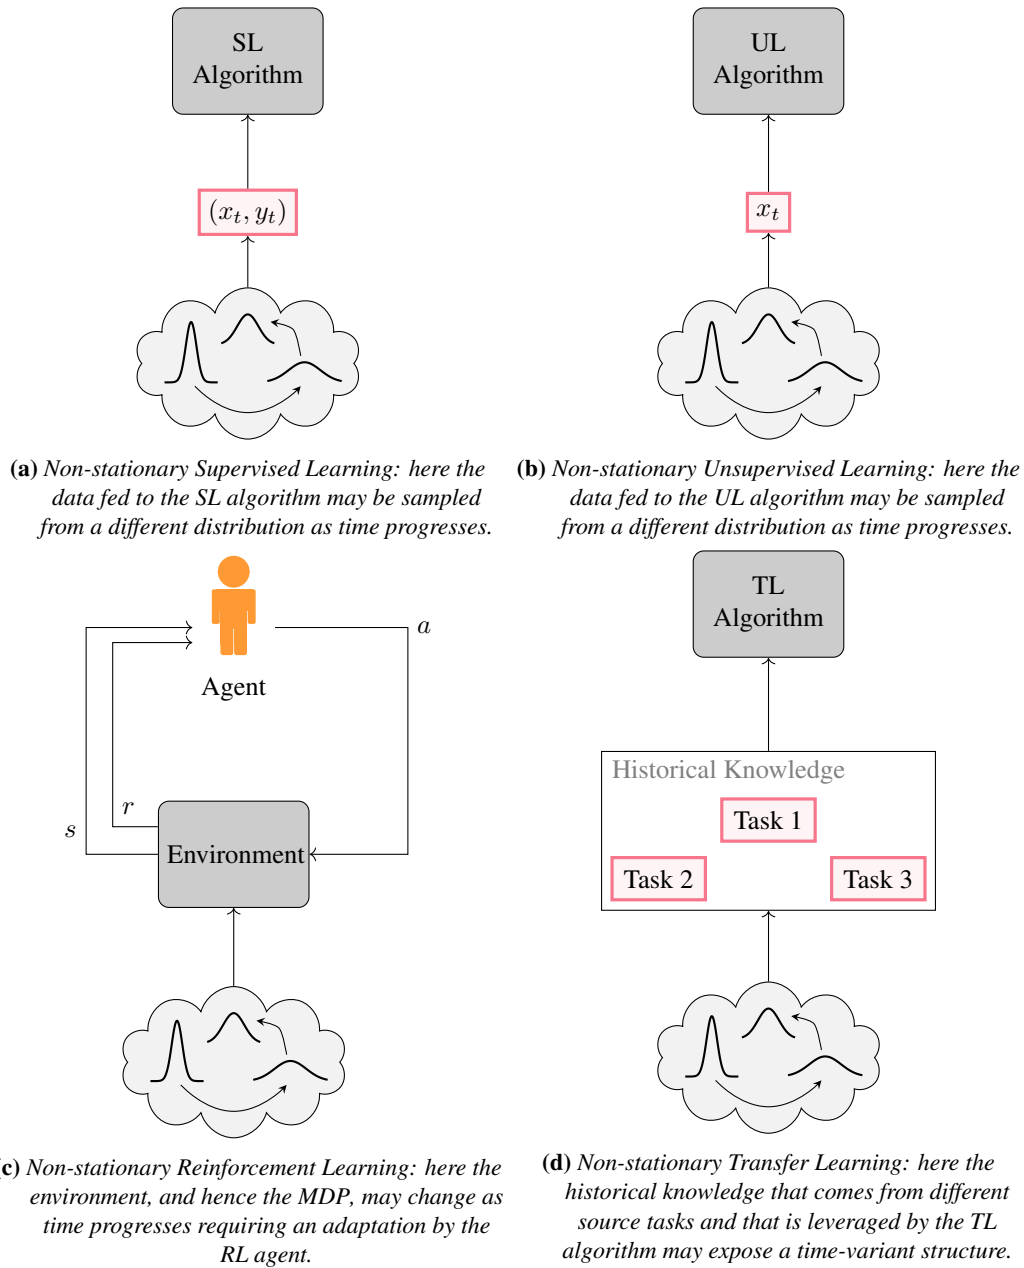 SL
Algorithm
(x_t, y_t)
(a) Non-stationary Supervised Learning: here the
data fed to the SL algorithm may be sampled
from a different distribution as time progresses.
UL
Algorithm
x_t
(b) Non-stationary Unsupervised Learning: here the
data fed to the UL algorithm may be sampled
from a different distribution as time progresses.
a
Agent
r
s
Environment
(c) Non-stationary Reinforcement Learning: here the
environment, and hence the MDP, may change as
time progresses requiring an adaptation by the
RL agent.
TL
Algorithm
Historical Knowledge
Task 1
Task 2 Task 3
(d) Non-stationary Transfer Learning: here the
historical knowledge that comes from different
source tasks and that is leveraged by the TL
algorithm may expose a time-variant structure.